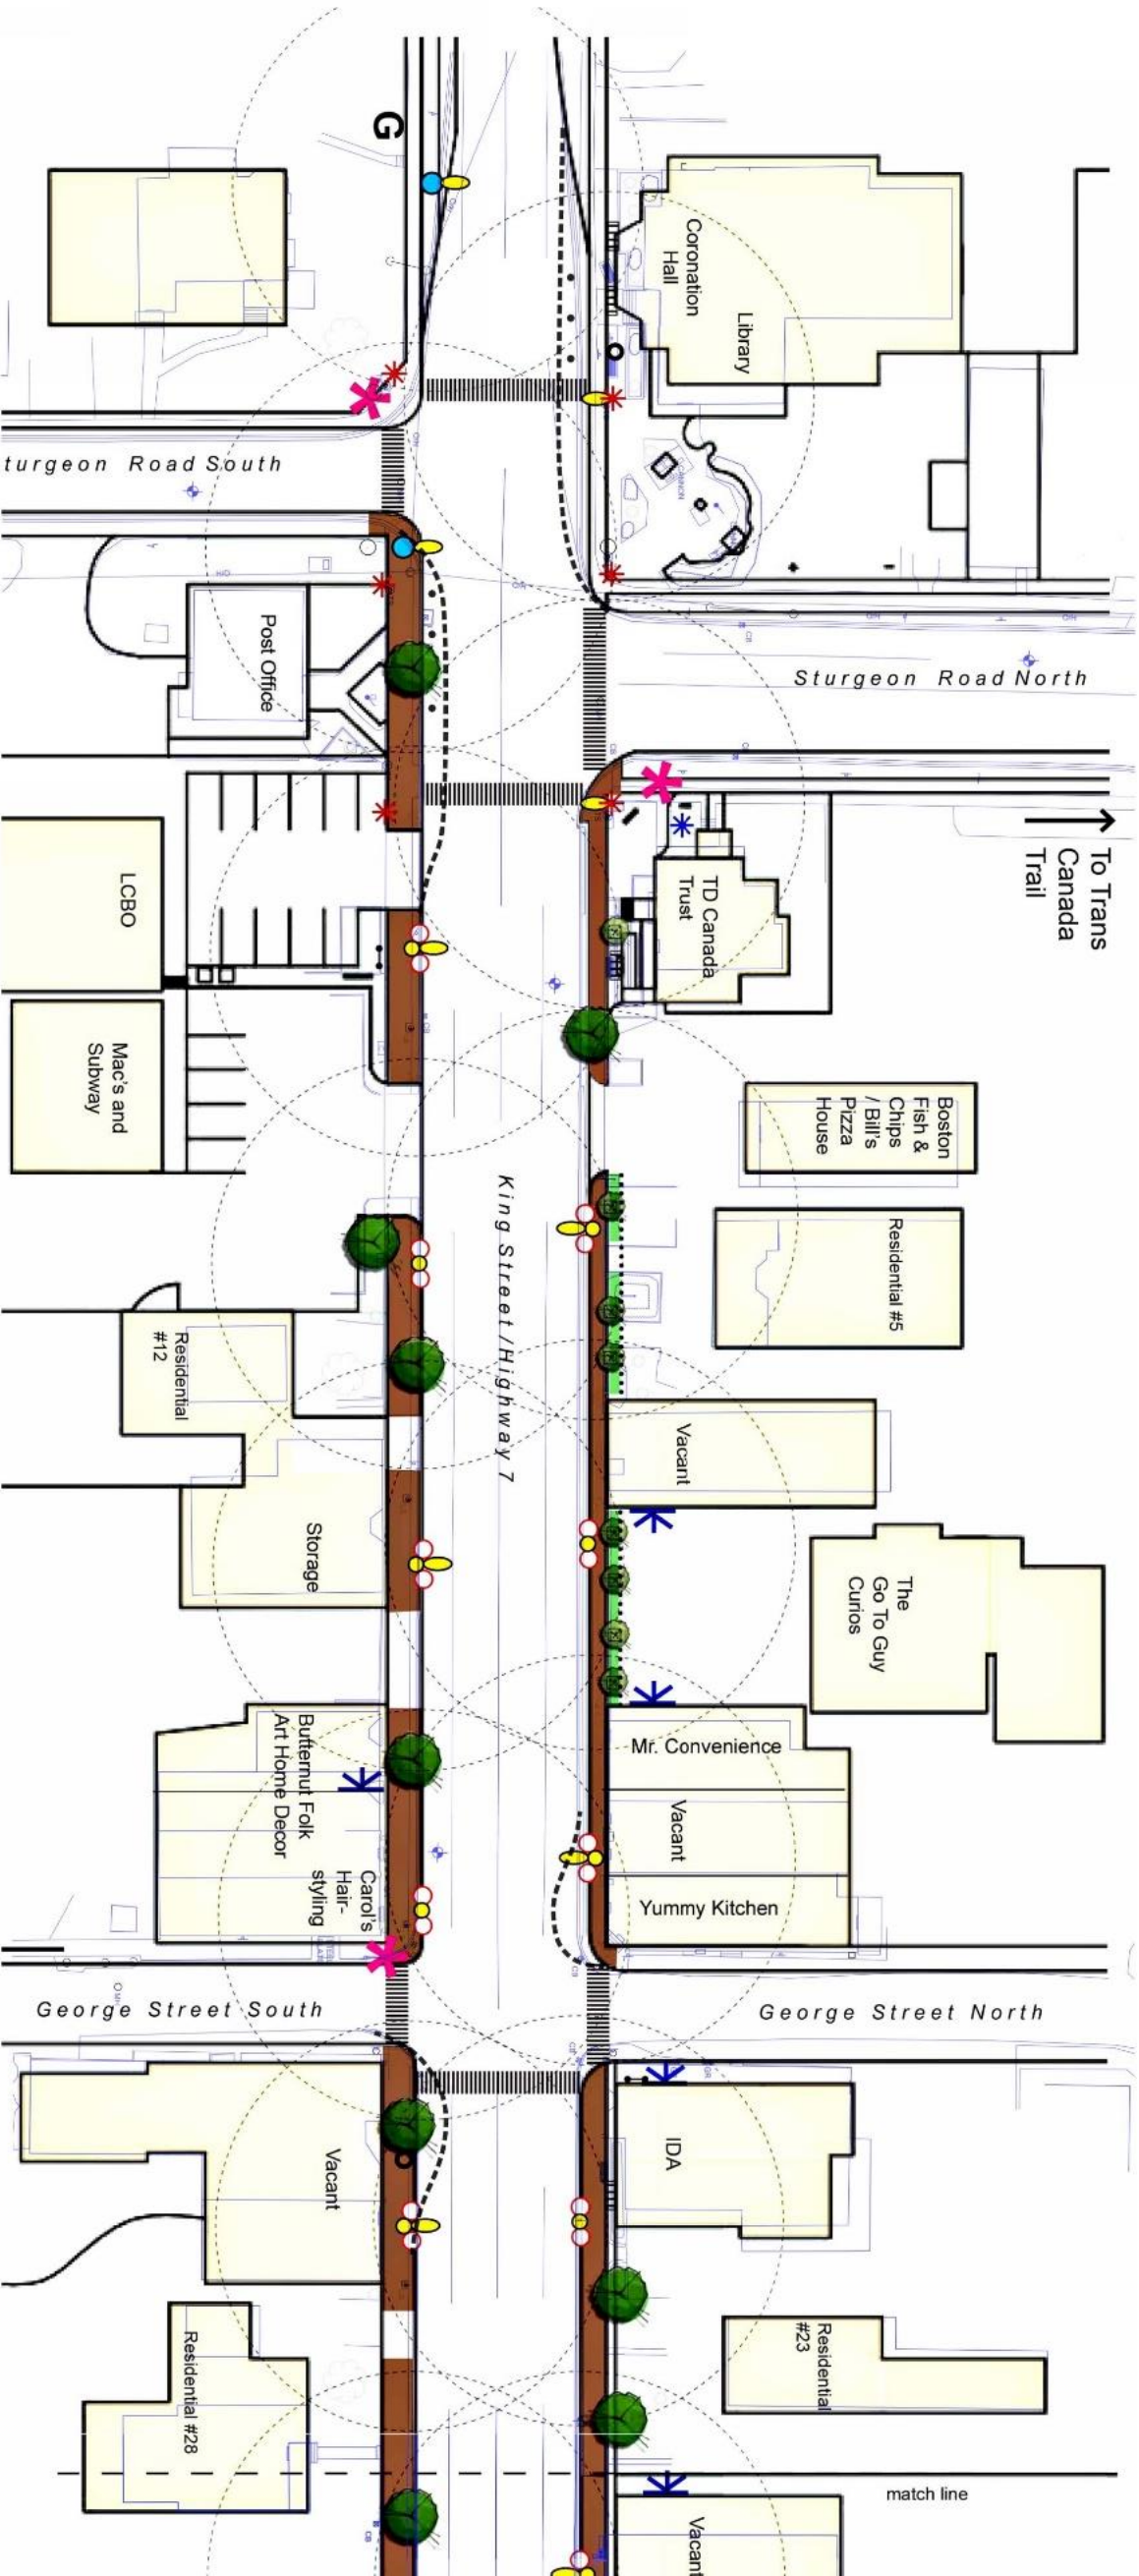 G
Coronation
Hall
Library
turgeon Road South
Post Office
Sturgeon Road North
To Trans
Canada
Trail
TD Canada
Trust
LCBO
Mac's and
Subway
Boston
Fish &
Chips
/ Bill's
Pizza
House
King Street/Highway 7
Residential #5
Residential
#12
Vacant
Storage
The
Go To Guy
Curios
Butternut Folk
Art Home Decor
Mr. Convenience
Vacant
Carol's
Hair-
styling
Yummy Kitchen
George Street South
George Street North
Vacant
IDA
Residential
#23
Residential #28
match line
Vacant